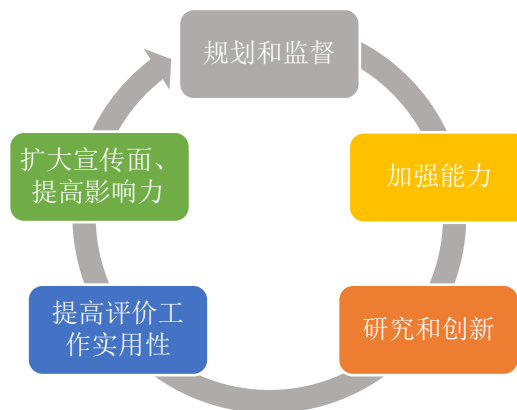 规划和监督
加强能力
研究和创新
提高评价工
作实用性
扩大宣传面、
提高影响力